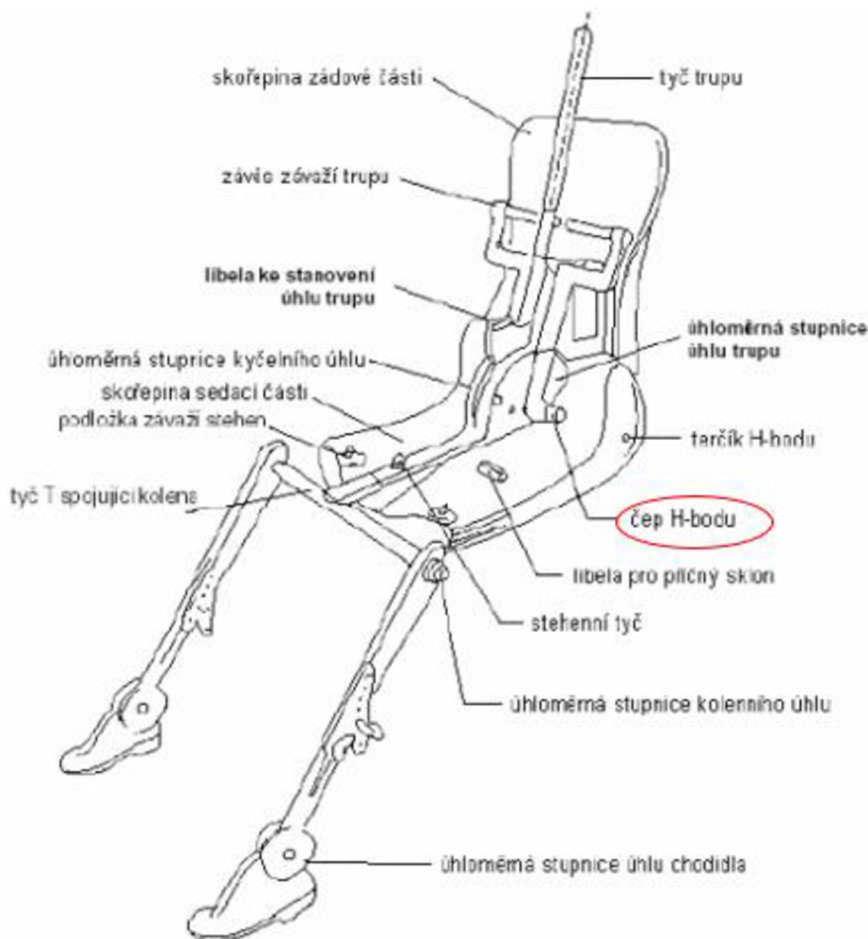 skořepina zádové části
tyč trupu
závěs závaží trupu
libela ke stanovení
úhlu trupu
úhloměrná stupnice
úhlu trupu
úhloměrná stupnice kyčelního úhlu
skořepina sedací části
podložka závaží stehen
terčík H-bodu
tyč T spojující kolena
čep H-bodu
libela pro příčný sklon
stehenní tyč
úhloměrná stupnice kolenního úhlu
úhloměrná stupnice úhlu chodidla